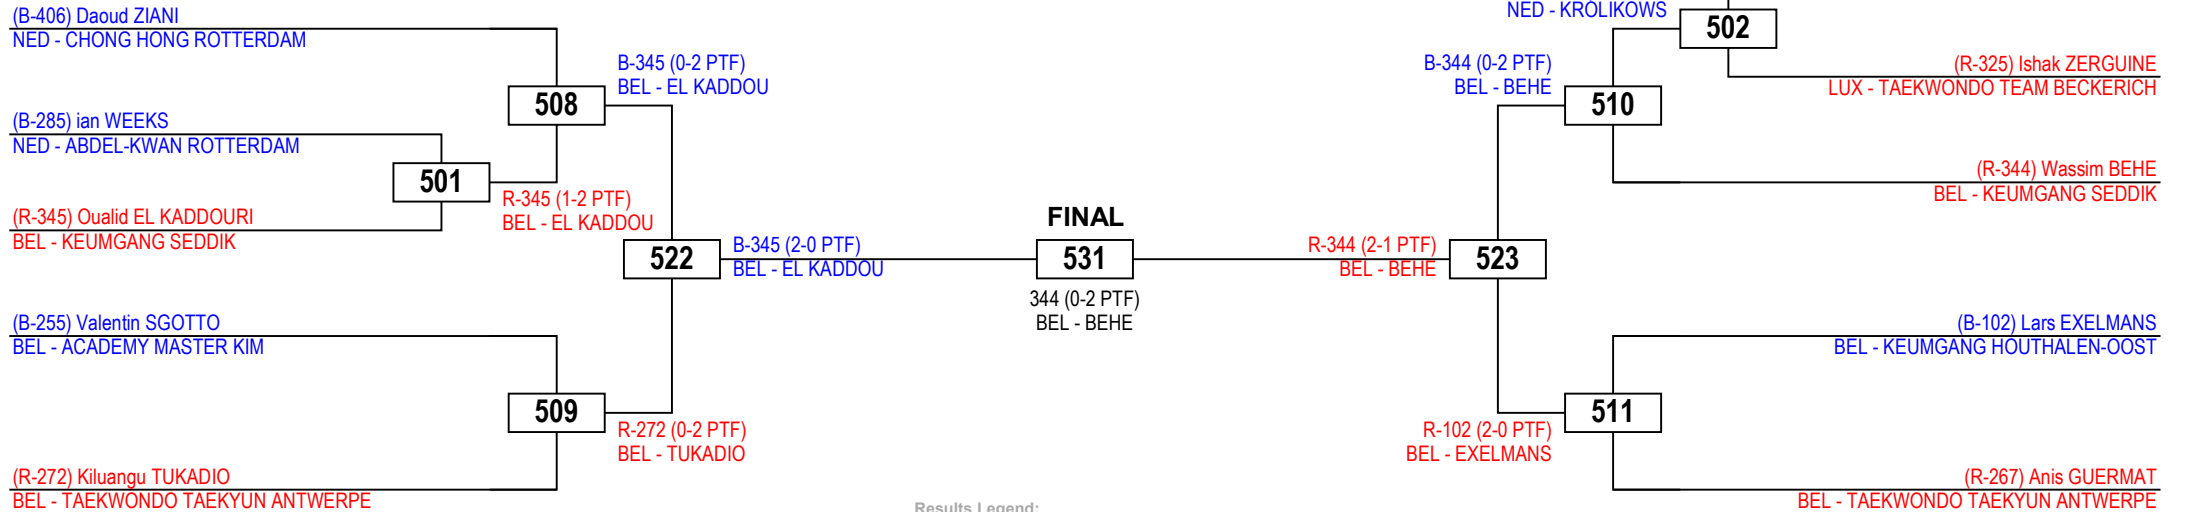 (B-406) Daoud ZIANI
NED - CHONG HONG ROTTERDAM
(B-285) ian WEEKS
NED - ABDEL-KWAN ROTTERDAM
(R-345) Oualid EL KADDOURI
BEL - KEUMGANG SEDDIK
(B-255) Valentin SGOTTO
BEL - ACADEMY MASTER KIM
(R-272) Kiluangu TUKADIO
BEL - TAEKWONDO TAEKYUN ANTWERPE
501
R-345 (1-2 PTF)
BEL - EL KADDOU
508
B-345 (0-2 PTF)
BEL - EL KADDOU
509
R-272 (0-2 PTF)
BEL - TUKADIO
522
B-345 (2-0 PTF)
BEL - EL KADDOU
FINAL
531
344 (0-2 PTF)
BEL - BEHE
R-344 (2-1 PTF)
BEL - BEHE
523
B-344 (0-2 PTF)
BEL - BEHE
510
R-102 (2-0 PTF)
BEL - EXELMANS
511
NED - KRÓLIKOWS
502
(R-325) Ishak ZERGUINE
LUX - TAEKWONDO TEAM BECKERICH
(R-344) Wassim BEHE
BEL - KEUMGANG SEDDIK
(B-102) Lars EXELMANS
BEL - KEUMGANG HOUTHALEN-OOST
(R-267) Anis GUERMAT
BEL - TAEKWONDO TAEKYUN ANTWERPE
Results Legend: